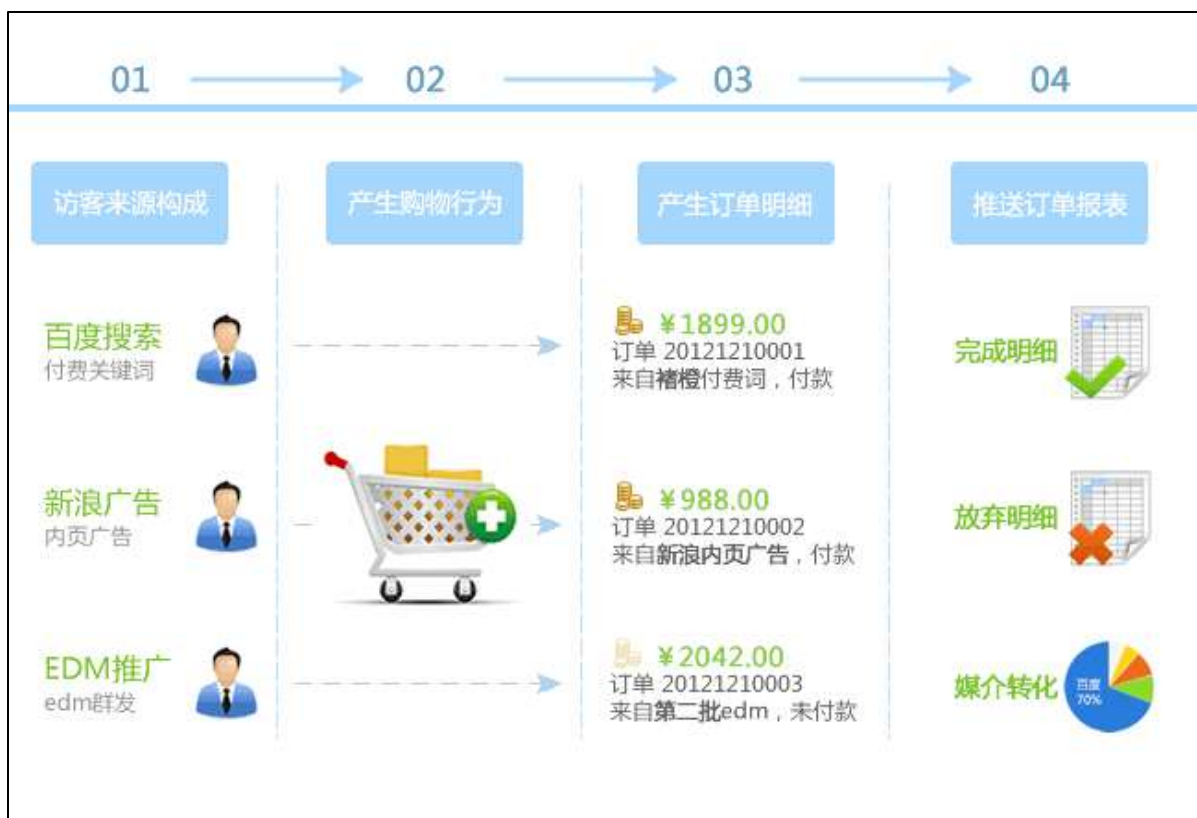 01
02
03
04
访客来源构成
产生购物行为
产生订单明细
推送订单报表
百度搜索
付费关键词
¥1899.00
订单 20121210001
来自褚橙付费词，付款
完成明细
新浪广告
内页广告
¥988.00
订单 20121210002
来自新浪内页广告，付款
放弃明细
EDM推广
edm群发
¥2042.00
订单 20121210003
来自第二批edm，未付款
媒介转化
百度
70%